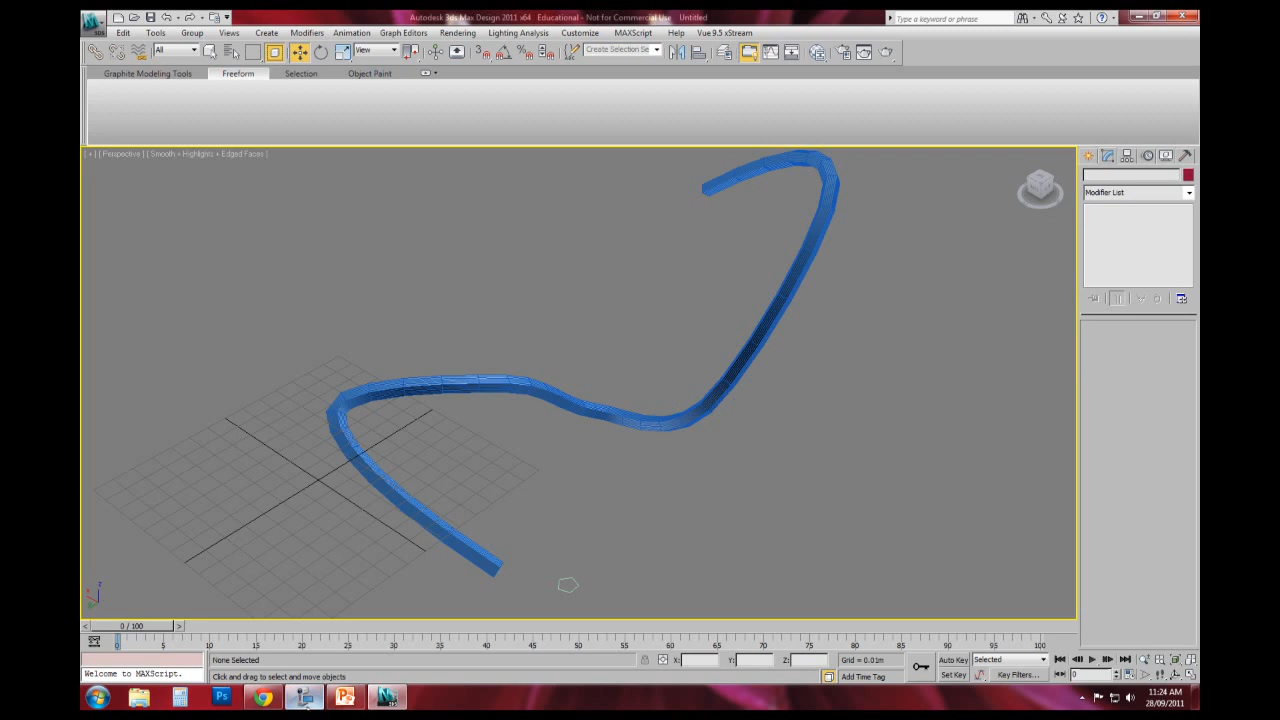 Autodesk 3ds Max Design 2011 x64 - Educational - Not for Commercial Use Untitled
Type a keyword or phrase
Edit Tools Group Views Create Modifiers Animation Graph Editors Rendering Lighting Analysis Customize MAXScript Help Vue 9.5 xStream
All View 3 Create Selection Se
Graphite Modeling Tools Freeform Selection Object Paint
[ + ] [ Perspective ] [ Smooth + Highlights + Edged Faces ]
Modifier List
z
x
0 / 100
0 5 10 15 20 25 30 35 40 45 50 55 60 65 70 75 80 85 90 95 100
None Selected X: Y: Z: Grid = 0.01m Auto Key Selected
Welcome to MAXScript. Click and drag to select and move objects Add Time Tag Set Key Key Filters... 0
11:24 AM
28/09/2011